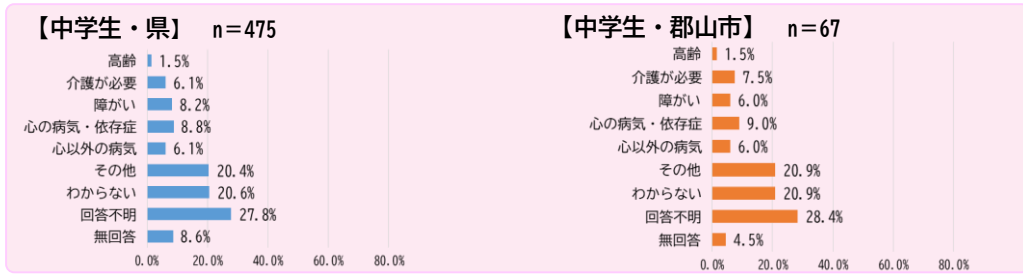 【中学生・県】 n=475
高齢 1.5%
介護が必要 6.1%
障がい 8.2%
心の病気・依存症 8.8%
心以外の病気 6.1%
その他 20.4%
わからない 20.6%
回答不明 27.8%
無回答 8.6%
0.0% 20.0% 40.0% 60.0% 80.0%
【中学生・郡山市】 n=67
高齢 1.5%
介護が必要 7.5%
障がい 6.0%
心の病気・依存症 9.0%
心以外の病気 6.0%
その他 20.9%
わからない 20.9%
回答不明 28.4%
無回答 4.5%
0.0% 20.0% 40.0% 60.0% 80.0%